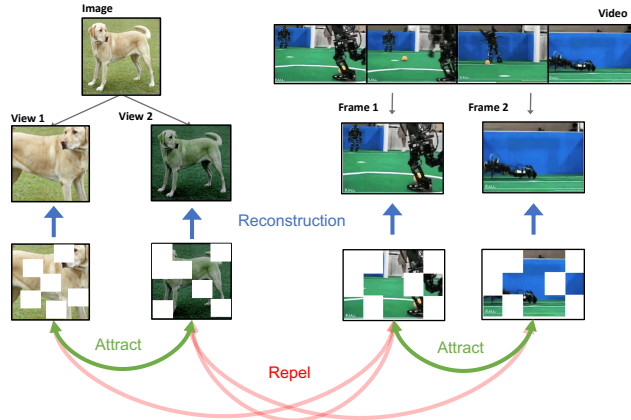 Image
Video
View 1
View 2
Frame 1
Frame 2
Reconstruction
Attract
Attract
Repel